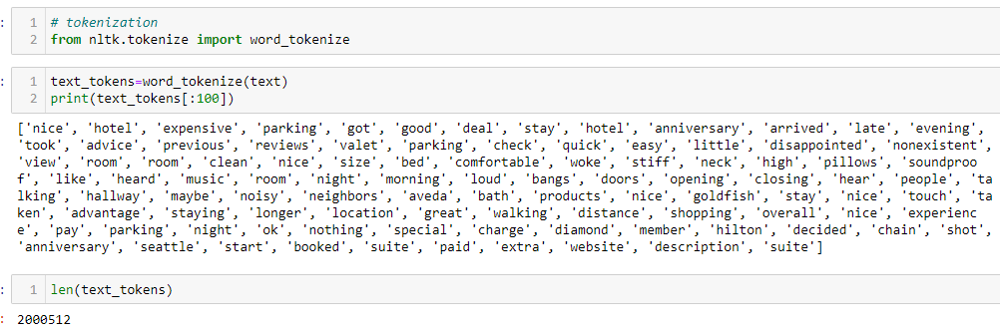 : 1 # tokenization
2 from nltk.tokenize import word_tokenize
: 1 text_tokens=word_tokenize(text)
2 print(text_tokens[:100])
['nice', 'hotel', 'expensive', 'parking', 'got', 'good', 'deal', 'stay', 'hotel', 'anniversary', 'arrived', 'late', 'evening',
'took', 'advice', 'previous', 'reviews', 'valet', 'parking', 'check', 'quick', 'easy', 'little', 'disappointed', 'nonexistent',
'view', 'room', 'room', 'clean', 'nice', 'size', 'bed', 'comfortable', 'woke', 'stiff', 'neck', 'high', 'pillows', 'soundproo
f', 'like', 'heard', 'music', 'room', 'night', 'morning', 'loud', 'bangs', 'doors', 'opening', 'closing', 'hear', 'people', 'ta
lking', 'hallway', 'maybe', 'noisy', 'neighbors', 'aveda', 'bath', 'products', 'nice', 'goldfish', 'stay', 'nice', 'touch', 'ta
ken', 'advantage', 'staying', 'longer', 'location', 'great', 'walking', 'distance', 'shopping', 'overall', 'nice', 'experienc
e', 'pay', 'parking', 'night', 'ok', 'nothing', 'special', 'charge', 'diamond', 'member', 'hilton', 'decided', 'chain', 'shot',
'anniversary', 'seattle', 'start', 'booked', 'suite', 'paid', 'extra', 'website', 'description', 'suite']
: 1 len(text_tokens)
: 2000512